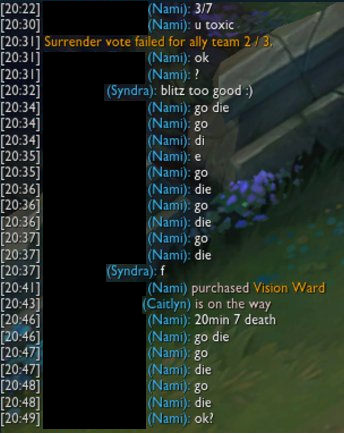 [20:22] (Nami): 3/7
[20:30] (Nami): u toxic
[20:31] Surrender vote failed for ally team 2 / 3.
[20:31] (Nami): ok
[20:31] (Nami): ?
[20:32] (Syndra): blitz too good :)
[20:34] (Nami): go die
[20:34] (Nami): go
[20:34] (Nami): di
[20:35] (Nami): e
[20:35] (Nami): go
[20:36] (Nami): die
[20:36] (Nami): go
[20:36] (Nami): die
[20:37] (Nami): go
[20:37] (Nami): die
[20:37] (Syndra): f
[20:41] (Nami) purchased Vision Ward
[20:43] (Caitlyn) is on the way
[20:46] (Nami): 20min 7 death
[20:46] (Nami): go die
[20:47] (Nami): go
[20:47] (Nami): die
[20:48] (Nami): go
[20:48] (Nami): die
[20:49] (Nami): ok?